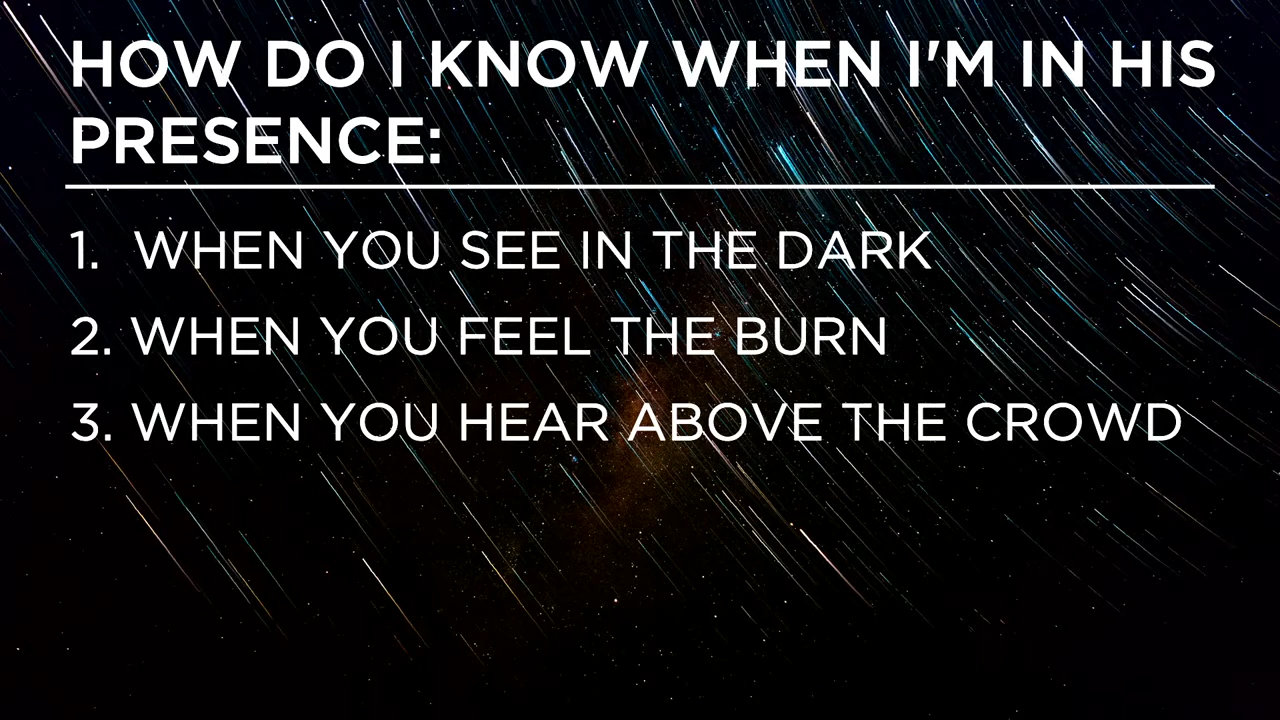 HOW DO I KNOW WHEN I'M IN HIS
PRESENCE:
1. WHEN YOU SEE IN THE DARK
2. WHEN YOU FEEL THE BURN
3. WHEN YOU HEAR ABOVE THE CROWD